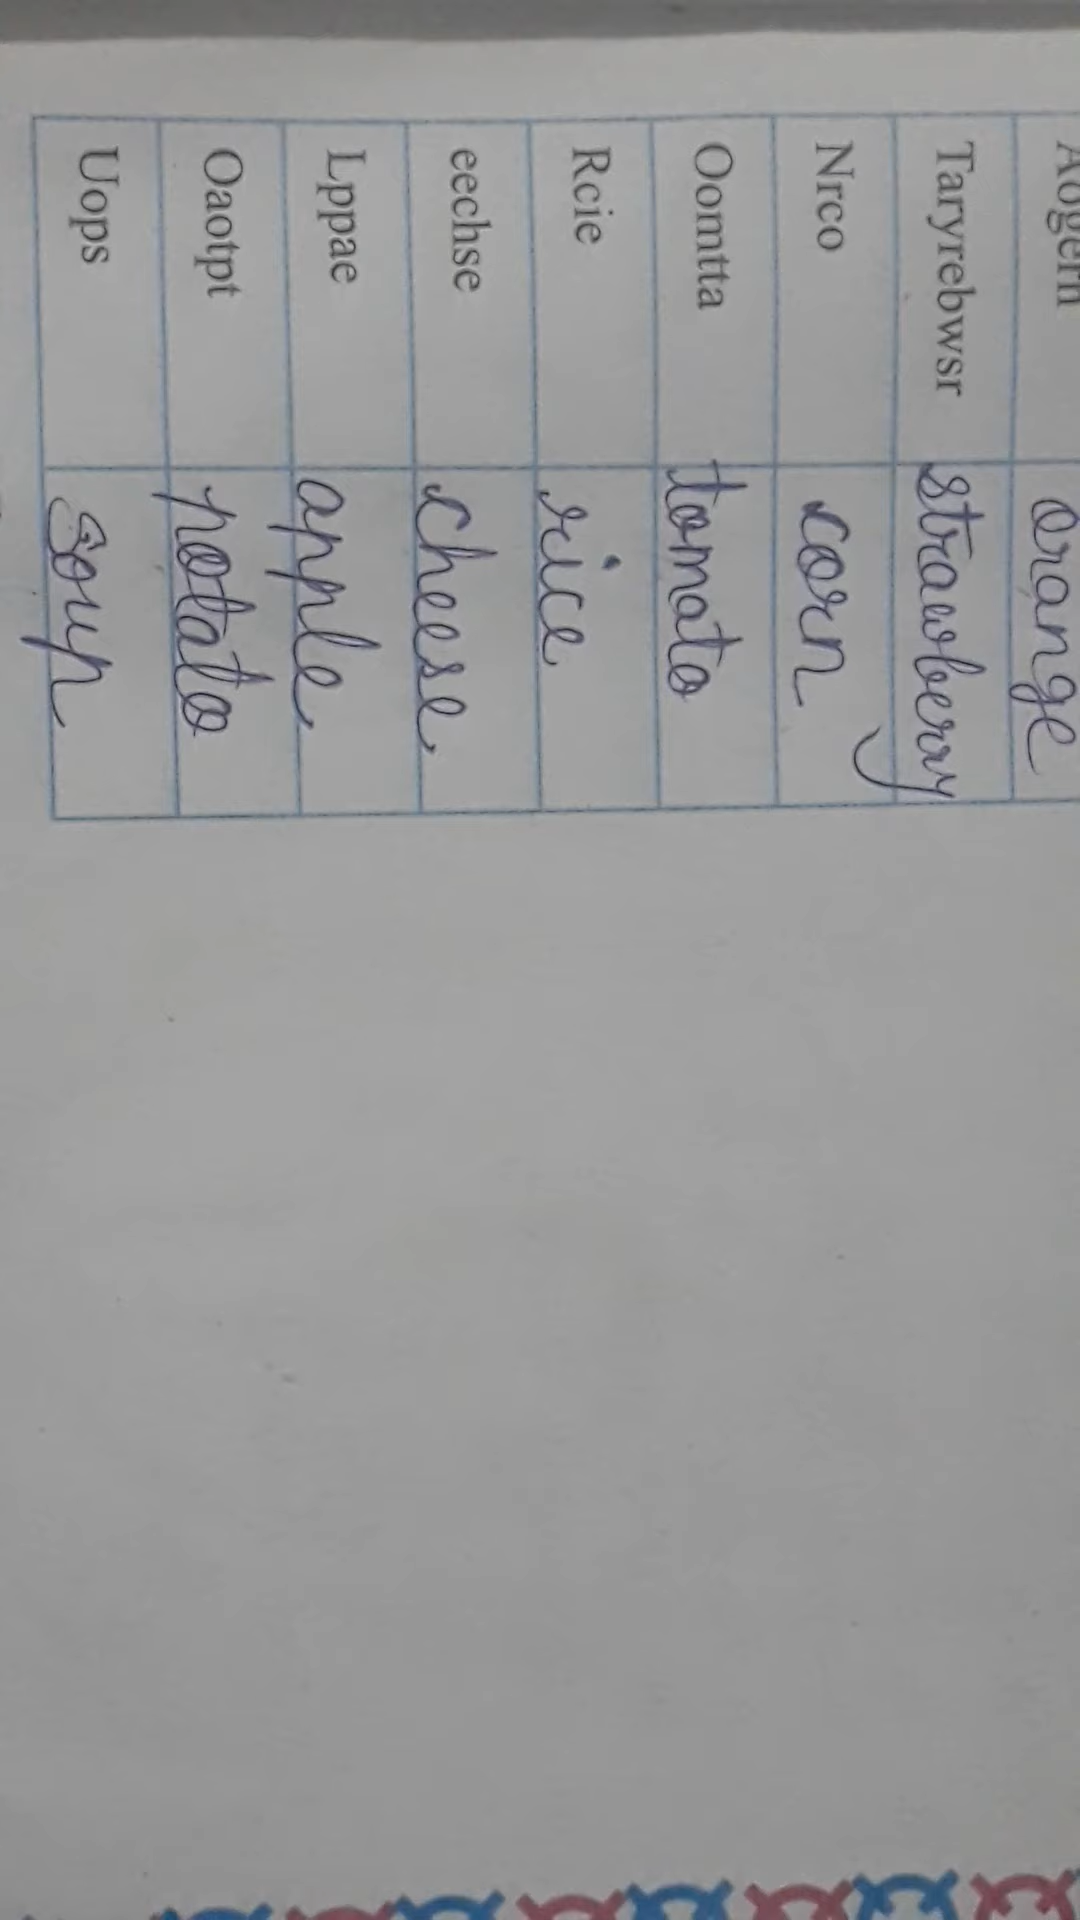 Aogern orange
Taryrebwsr strawberry
Nrco corn
Oomtta tomato
Rcie rice
eechse cheese
Lppae apple
Oaotpt potato
Uops soup